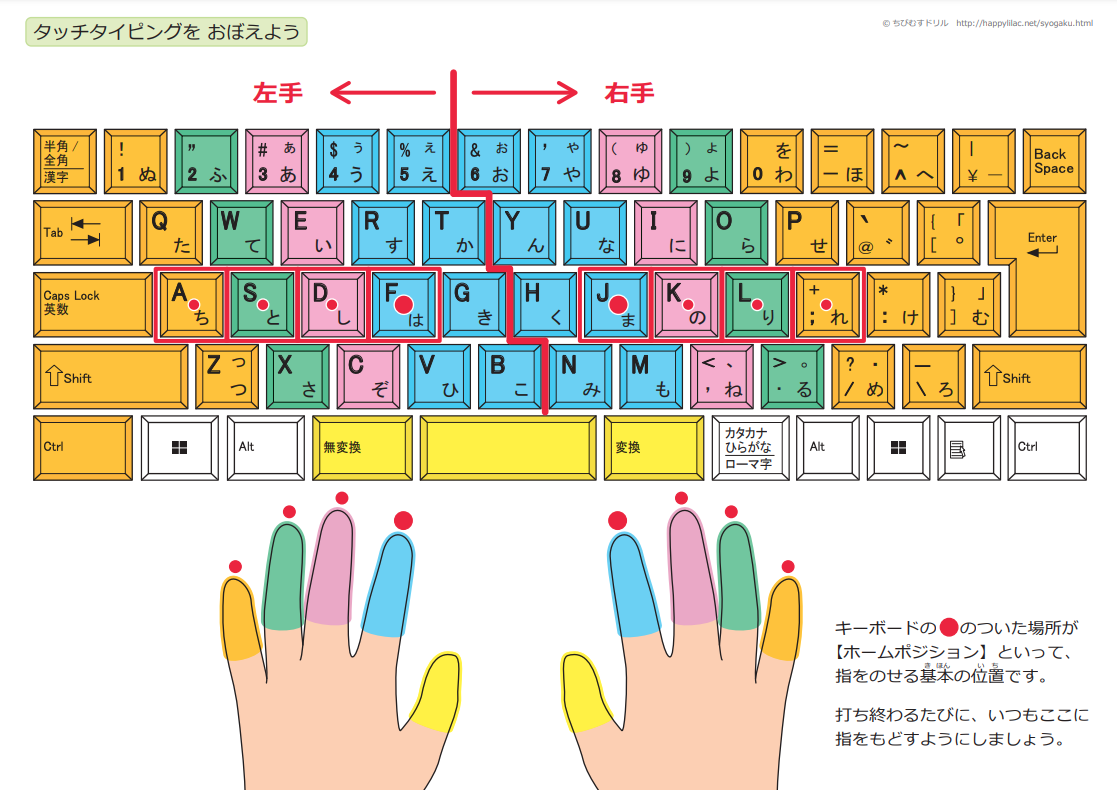 タッチタイピングを おぼえよう
© ちびむすドリル http://happylilac.net/syogaku.html
左手 右手
半角/全角 漢字 ! 1 ぬ " 2 ふ # あ 3 あ $ ぅ 4 う % ぇ 5 え & ぉ 6 お ' ゃ 7 や ( ゅ 8 ゆ ) ょ 9 よ を 0 わ = ー ほ ~ ^ へ | ¥ ー Back Space
Tab Q た W て E い R す T か Y ん U な I に O ら P せ ` @ ゛ { 「 [ ゜ Enter
Caps Lock 英数 A ち S と D し F は G き H く J ま K の L り + ; れ * : け } 」 ] む
Shift Z っ つ X さ C そ V ひ B こ N み M も < 、 , ね > 。 . る ? ・ / め _ \ ろ Shift
Ctrl Alt 無変換 変換 カタカナ ひらがな ローマ字 Alt Ctrl
キーボードの●のついた場所が
【ホームポジション】といって、
指をのせる基本の位置です。
打ち終わるたびに、いつもここに
指をもどすようにしましょう。